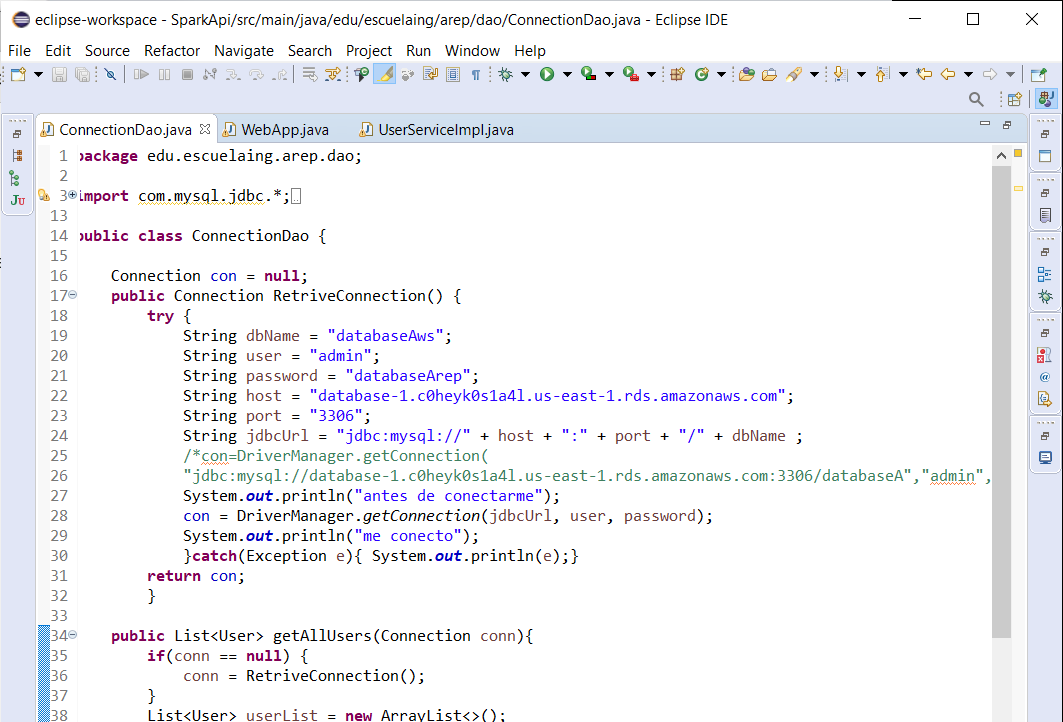 eclipse-workspace - SparkApi/src/main/java/edu/escuelaing/arep/dao/ConnectionDao.java - Eclipse IDE
File Edit Source Refactor Navigate Search Project Run Window Help
ConnectionDao.java WebApp.java UserServiceImpl.java
1 package edu.escuelaing.arep.dao;
2
3 import com.mysql.jdbc.*;
13
14 public class ConnectionDao {
15
16 Connection con = null;
17 public Connection RetriveConnection() {
18 try {
19 String dbName = "databaseAws";
20 String user = "admin";
21 String password = "databaseArep";
22 String host = "database-1.c0heyk0s1a4l.us-east-1.rds.amazonaws.com";
23 String port = "3306";
24 String jdbcUrl = "jdbc:mysql://" + host + ":" + port + "/" + dbName ;
25 /*con=DriverManager.getConnection(
26 "jdbc:mysql://database-1.c0heyk0s1a4l.us-east-1.rds.amazonaws.com:3306/databaseA","admin",
27 System.out.println("antes de conectarme");
28 con = DriverManager.getConnection(jdbcUrl, user, password);
29 System.out.println("me conecto");
30 }catch(Exception e){ System.out.println(e);}
31 return con;
32 }
33
34 public List<User> getAllUsers(Connection conn){
35 if(conn == null) {
36 conn = RetriveConnection();
37 }
38 List<User> userList = new ArrayList<>();